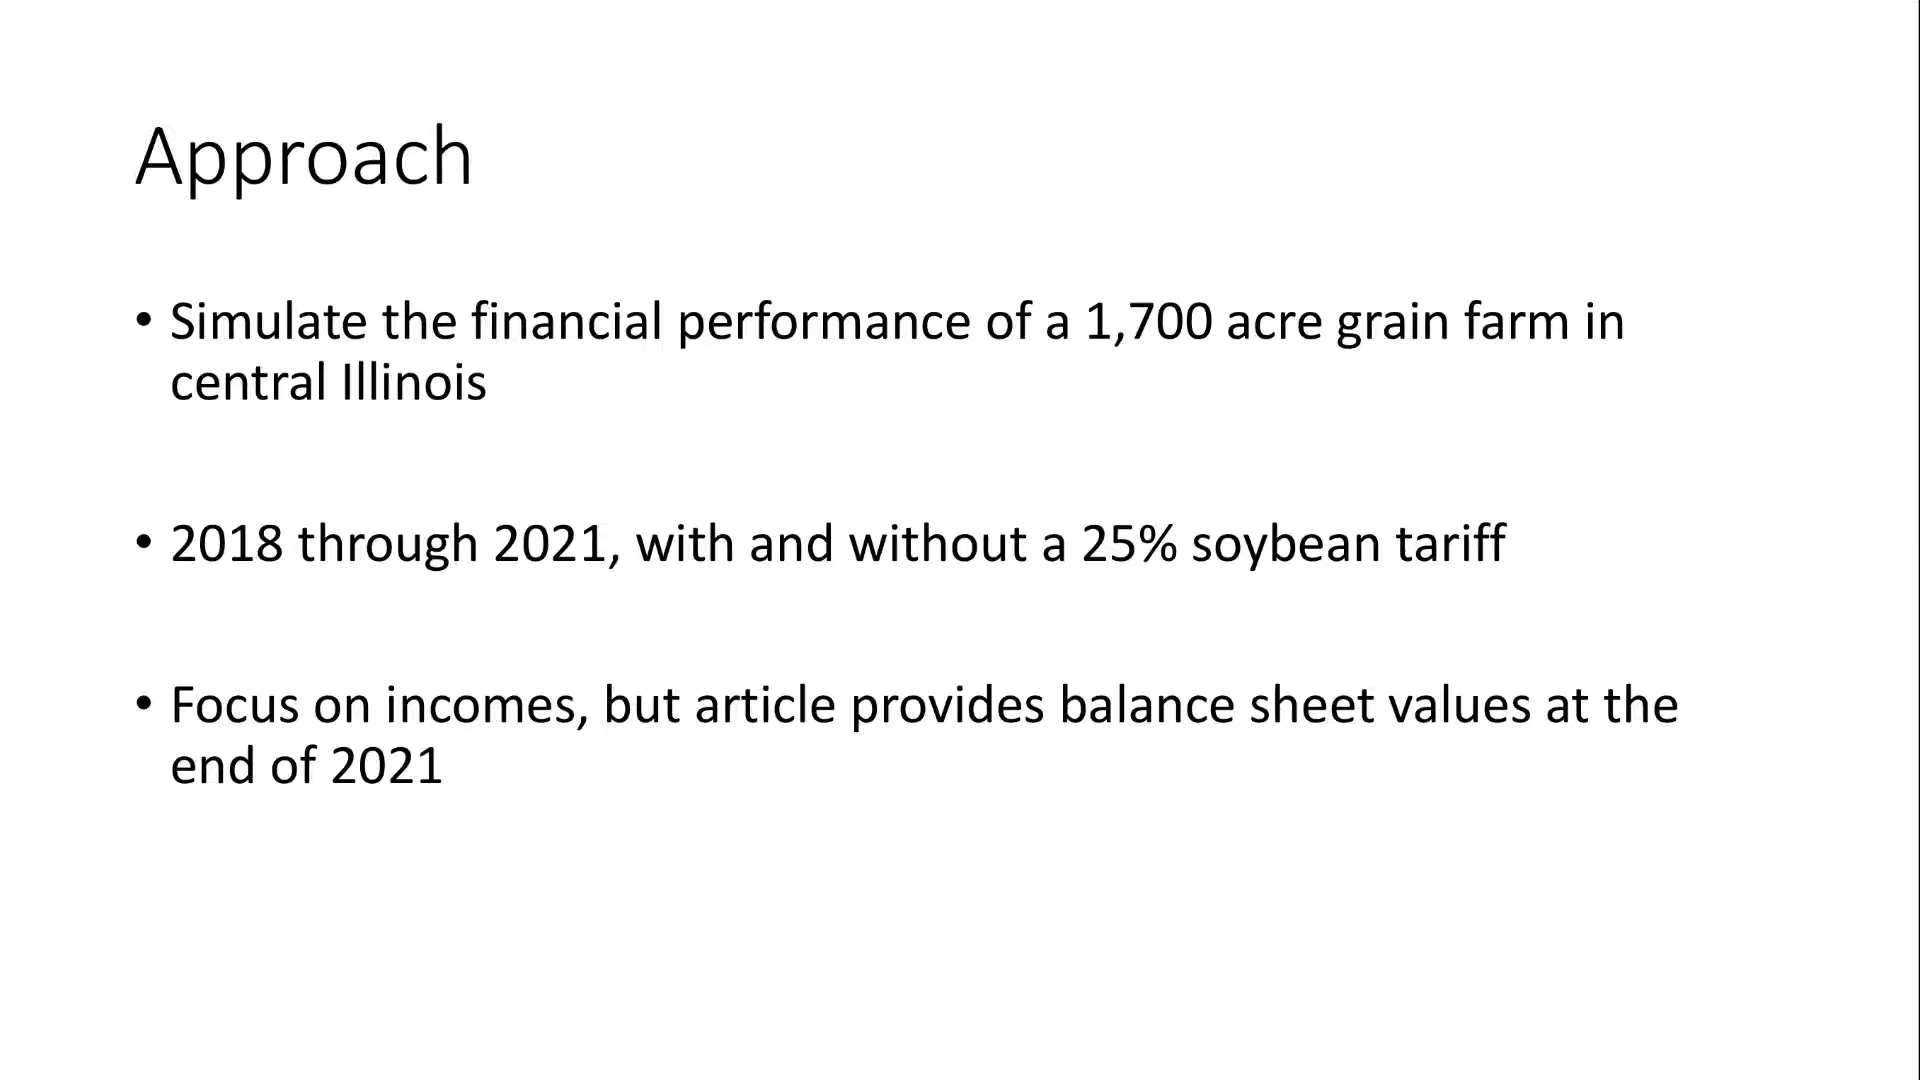 Approach
• Simulate the financial performance of a 1,700 acre grain farm in
central Illinois
• 2018 through 2021, with and without a 25% soybean tariff
• Focus on incomes, but article provides balance sheet values at the
end of 2021